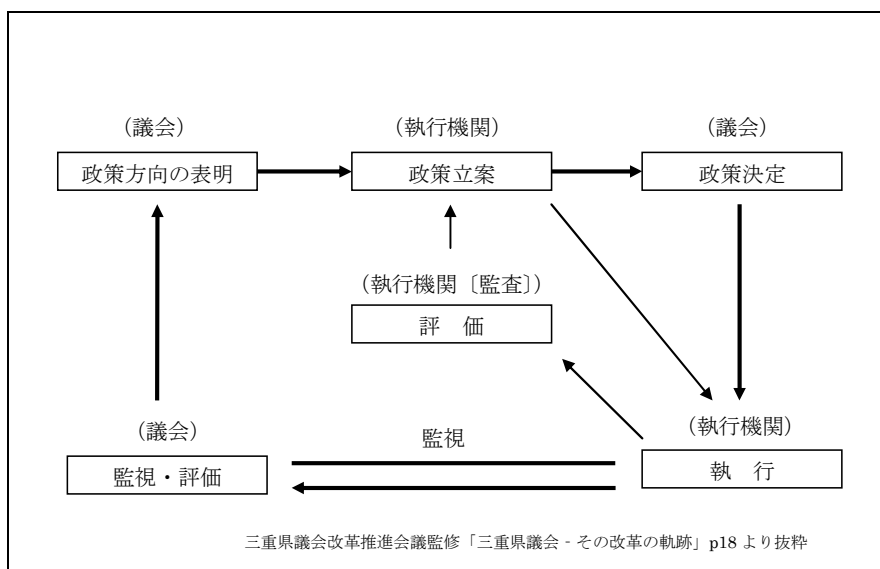 (議会)
(執行機関)
(議会)
政策方向の表明
政策立案
政策決定
(執行機関〔監査〕)
評　価
(議会)
監視
(執行機関)
監視・評価
執　行
三重県議会改革推進会議監修「三重県議会 - その改革の軌跡」p18 より抜粋